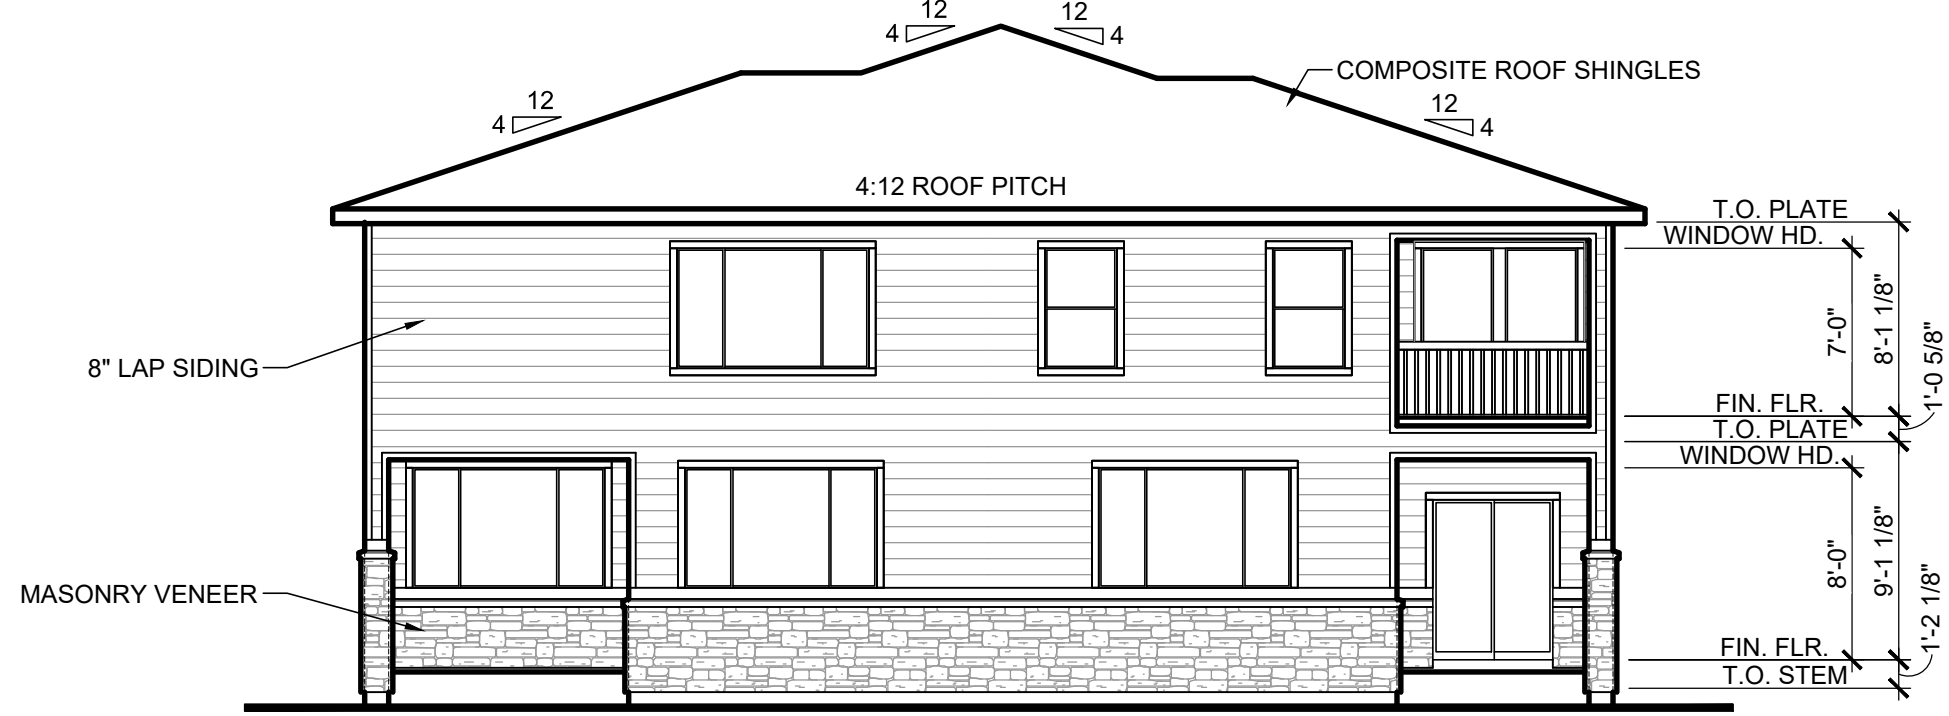 12
4
12
4
COMPOSITE ROOF SHINGLES
12
4
12
4
4:12 ROOF PITCH
T.O. PLATE
WINDOW HD.
7'-0"
8'-1 1/8"
1'-0 5/8"
8" LAP SIDING
FIN. FLR.
T.O. PLATE
WINDOW HD.
8'-0"
9'-1 1/8"
1'-2 1/8"
MASONRY VENEER
FIN. FLR.
T.O. STEM